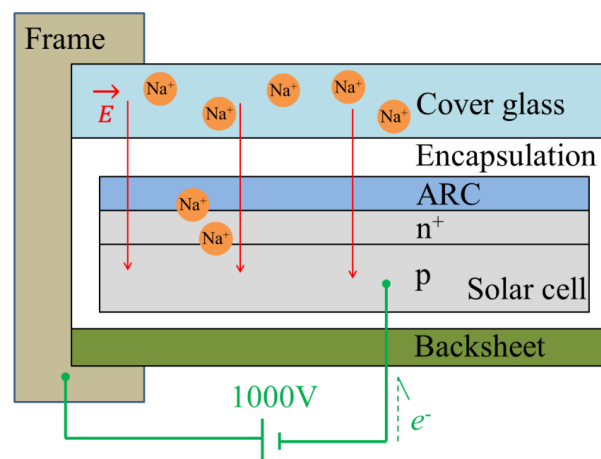 Frame
Na⁺
Na⁺
Na⁺
Na⁺
Na⁺
E
Cover glass
Encapsulation
Na⁺
ARC
Na⁺
n⁺
p
Solar cell
Backsheet
1000V
e⁻